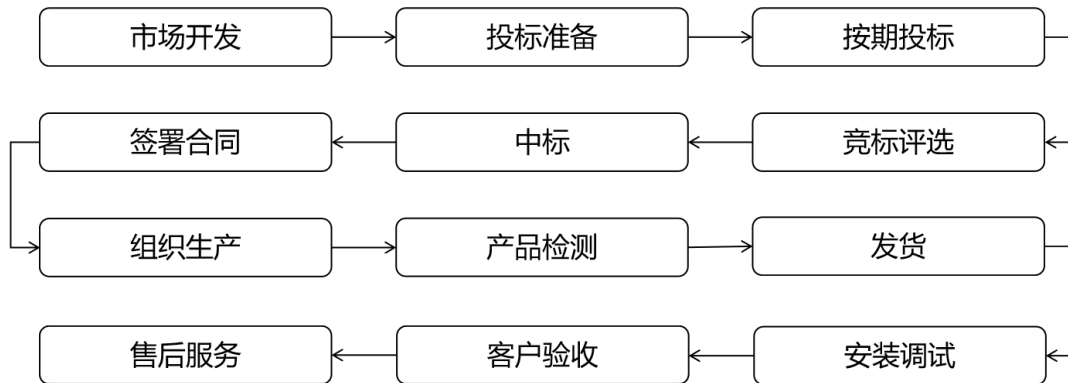 市场开发
投标准备
按期投标
竞标评选
中标
签署合同
组织生产
产品检测
发货
安装调试
客户验收
售后服务